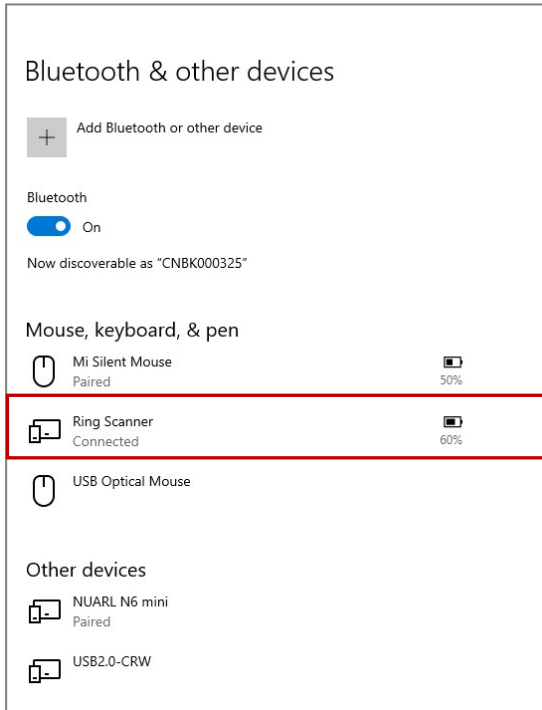 Bluetooth & other devices
Add Bluetooth or other device
Bluetooth
On
Now discoverable as “CNBK000325”
Mouse, keyboard, & pen
Mi Silent Mouse
Paired
50%
Ring Scanner
Connected
60%
USB Optical Mouse
Other devices
NUARL N6 mini
Paired
USB2.0-CRW